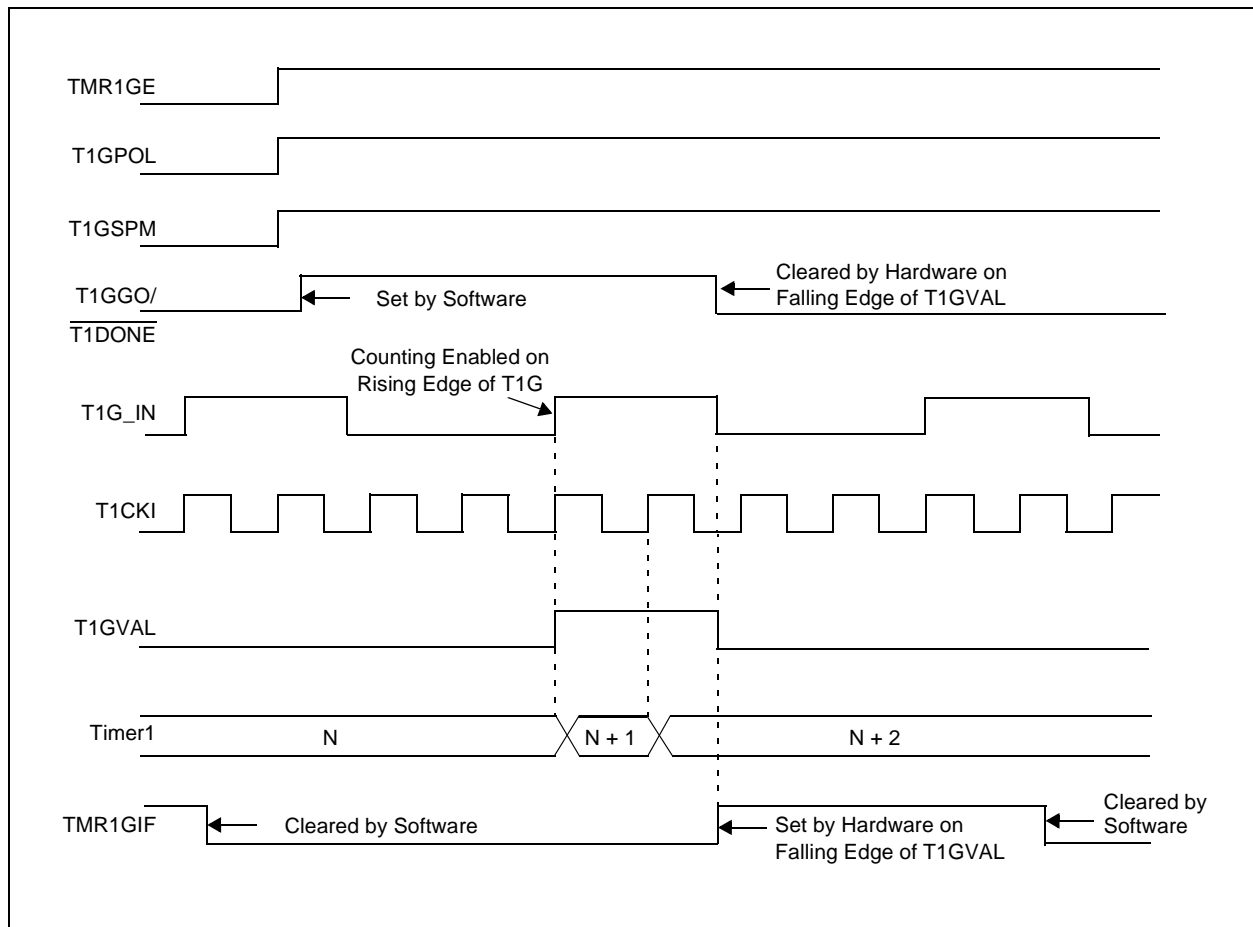 TMR1GE
T1GPOL
T1GSPM
T1GGO/
T1DONE
Set by Software
Cleared by Hardware on
Falling Edge of T1GVAL
Counting Enabled on
Rising Edge of T1G
T1G_IN
T1CKI
T1GVAL
Timer1
N
N + 1
N + 2
TMR1GIF
Cleared by Software
Set by Hardware on
Falling Edge of T1GVAL
Cleared by
Software